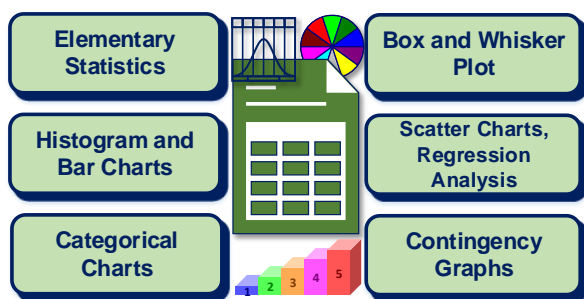 Elementary
Statistics
Box and Whisker
Plot
Histogram and
Bar Charts
Scatter Charts,
Regression
Analysis
Categorical
Charts
1 2 3 4 5
Contingency
Graphs